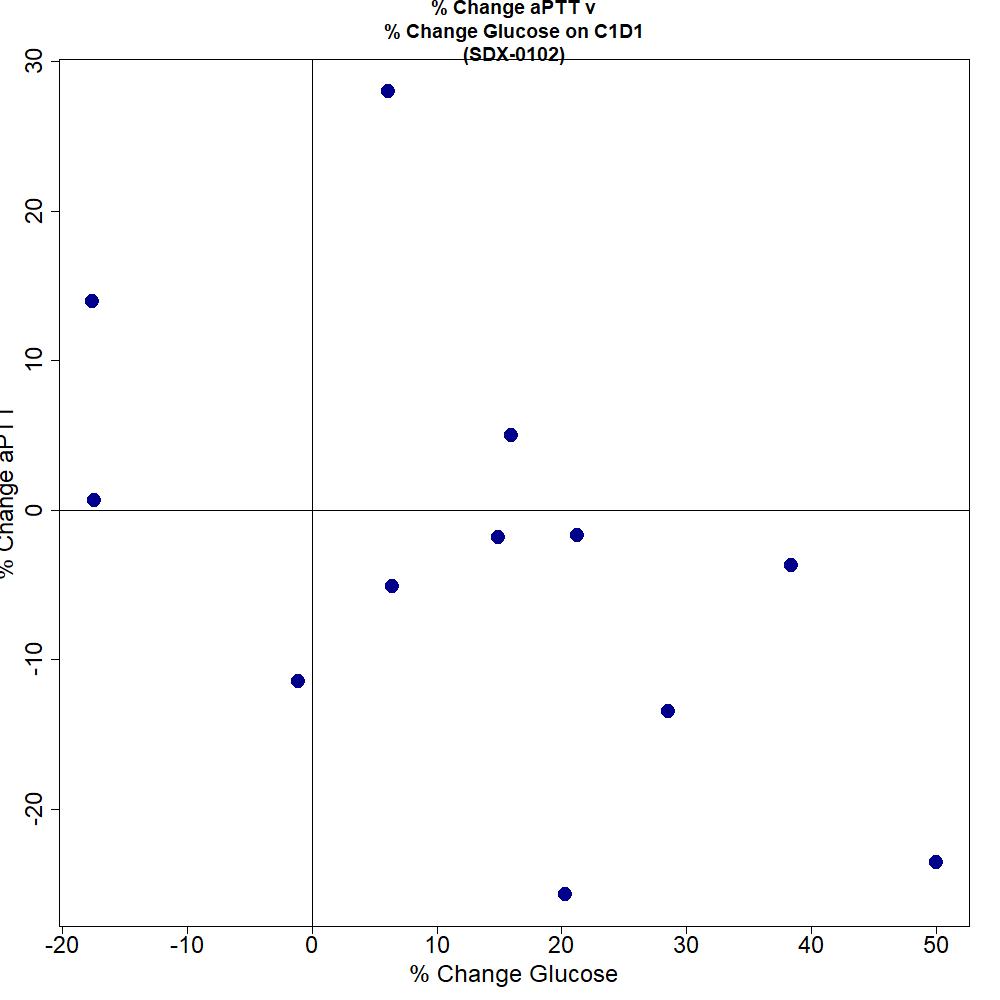 % Change aPTT v
% Change Glucose on C1D1
(SDX-0102)
30
20
10
0
-10
-20
% Change aPTT
-20 -10 0 10 20 30 40 50
% Change Glucose